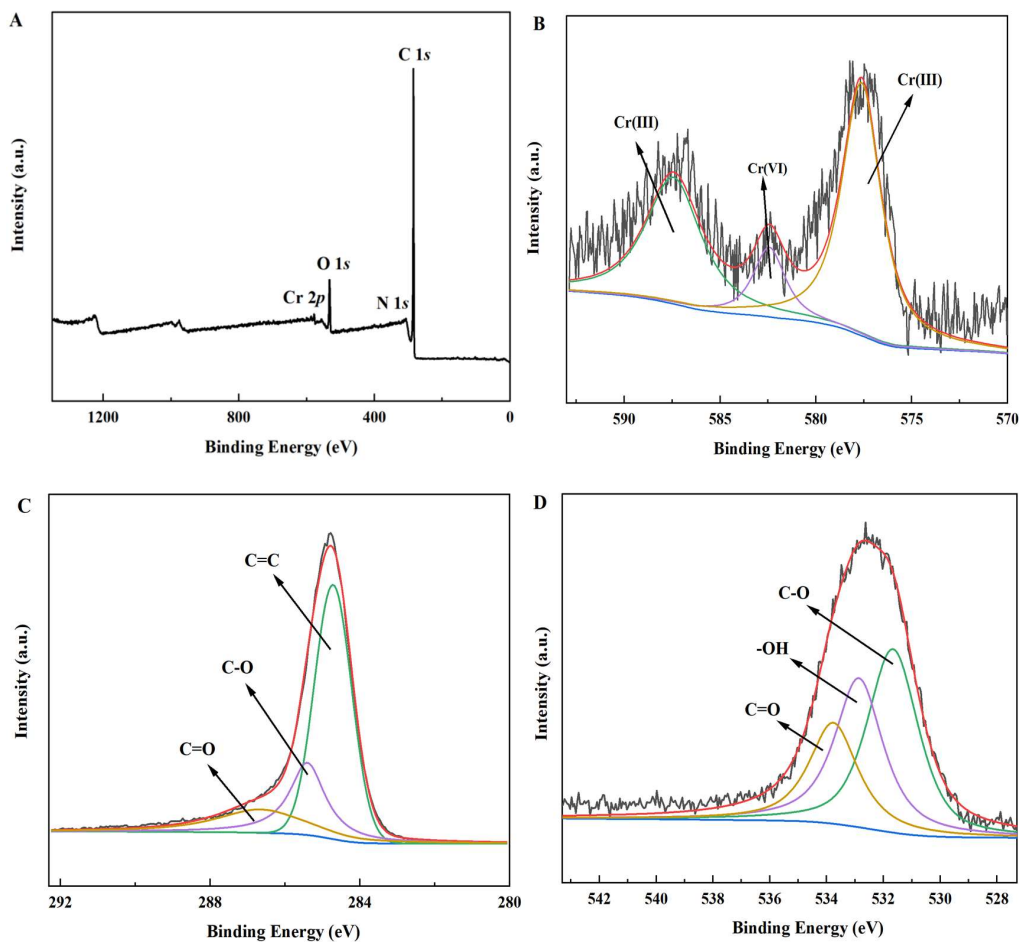 A
C 1s
O 1s
Cr 2p
N 1s
Intensity (a.u.)
1200
800
400
0
Binding Energy (eV)
B
Cr(III)
Cr(III)
Cr(VI)
Intensity (a.u.)
590
585
580
575
570
Binding Energy (eV)
C
C=C
C-O
C=O
Intensity (a.u.)
292
288
284
280
Binding Energy (eV)
D
C-O
-OH
C=O
Intensity (a.u.)
542
540
538
536
534
532
530
528
Binding Energy (eV)